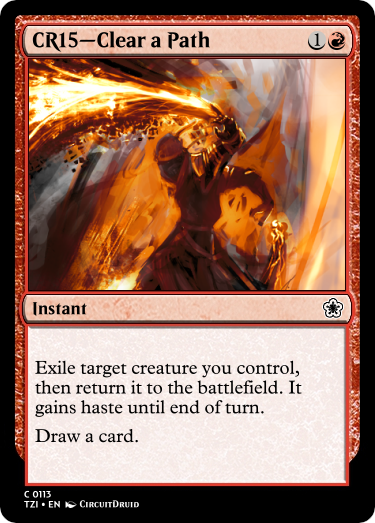 CR15—Clear a Path
1
Instant
Exile target creature you control,
then return it to the battlefield. It
gains haste until end of turn.
Draw a card.
C 0113
TZI • EN CircuitDruid